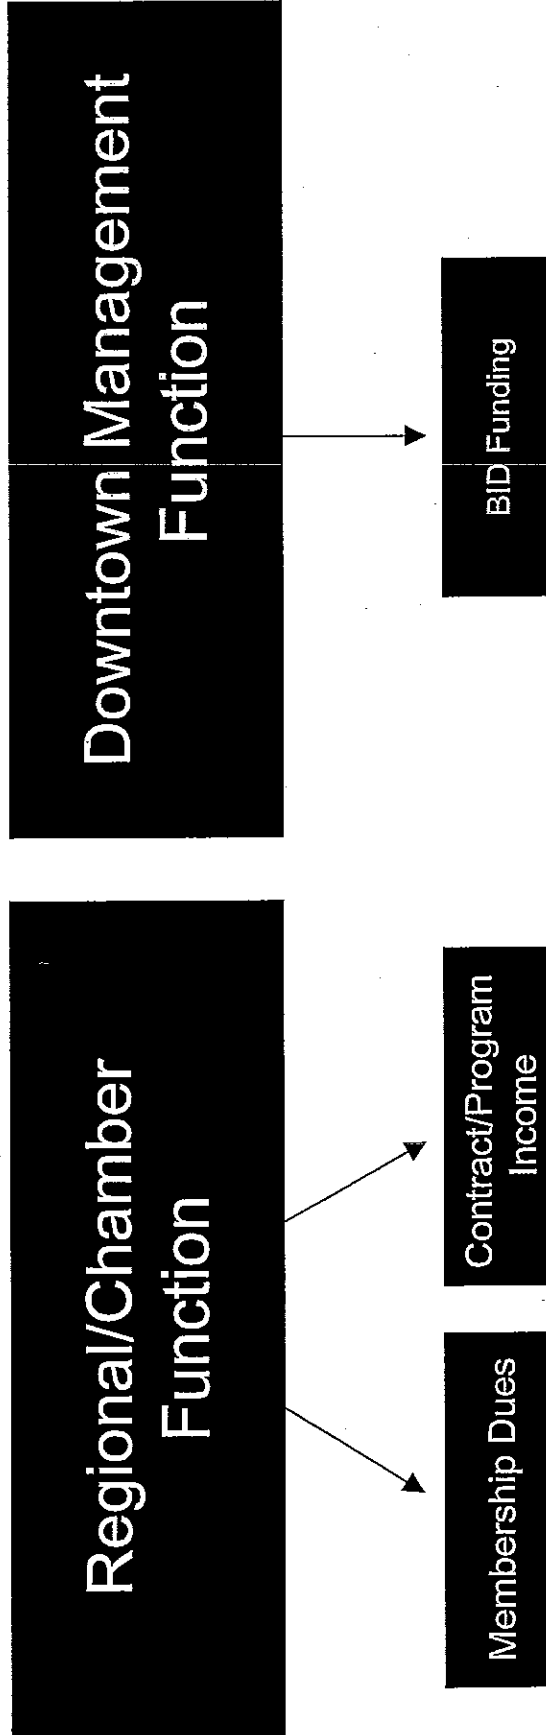 Regional/Chamber
Function
Downtown Management
Function
Membership Dues
Contract/Program
Income
BID Funding